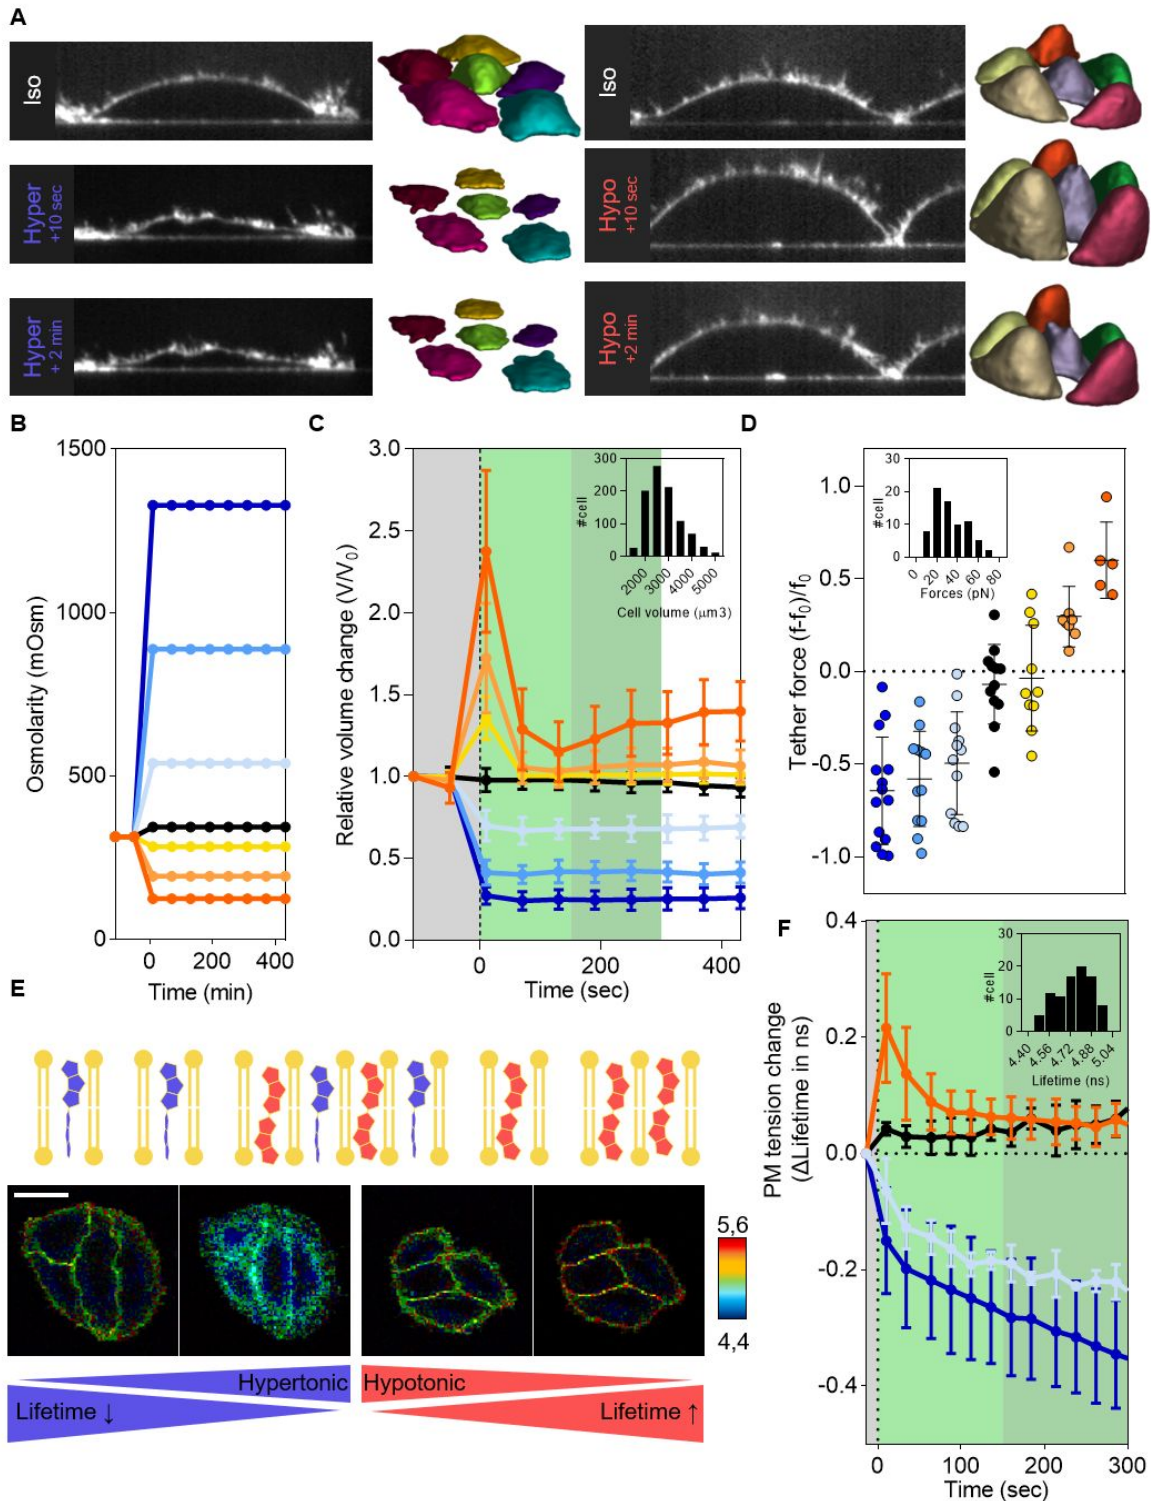 A
Iso
Iso
Hyper
+10 sec
Hypo
+10 sec
Hyper
+ 2 min
Hypo
+2 min
B
Osmolarity (mOsm)
1500
1000
500
0
0 200 400
Time (min)
C
Relative volume change (V/V0)
3.0
2.5
2.0
1.5
1.0
0.5
0.0
0 200 400
Time (sec)
#cell
300
200
100
0
2000 3000 4000 5000
Cell volume (μm3)
D
Tether force (f-f0)/f0
1.0
0.5
0.0
-0.5
-1.0
#cell
30
20
10
0
0 20 40 60 80
Forces (pN)
E
5,6
4,4
Hypertonic
Hypotonic
Lifetime ↓
Lifetime ↑
F
PM tension change
(ΔLifetime in ns)
0.4
0.2
0.0
-0.2
-0.4
0 100 200 300
Time (sec)
#cell
30
20
10
0
4.40 4.56 4.72 4.88 5.04
Lifetime (ns)